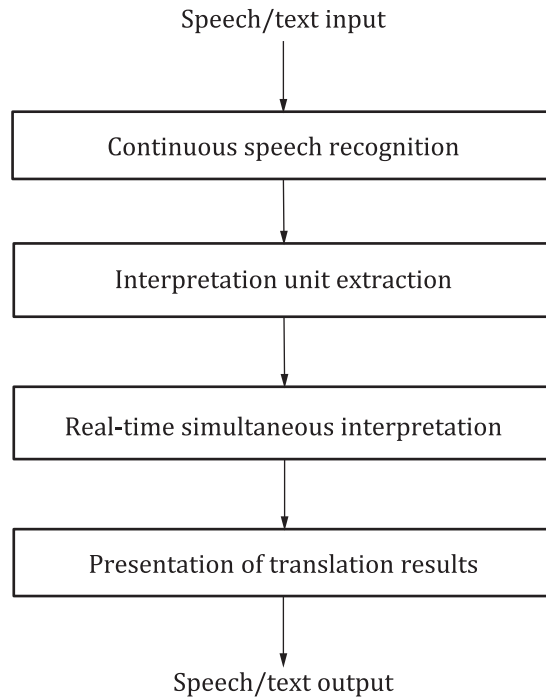 Speech/text input
Continuous speech recognition
Interpretation unit extraction
Real-time simultaneous interpretation
Presentation of translation results
Speech/text output